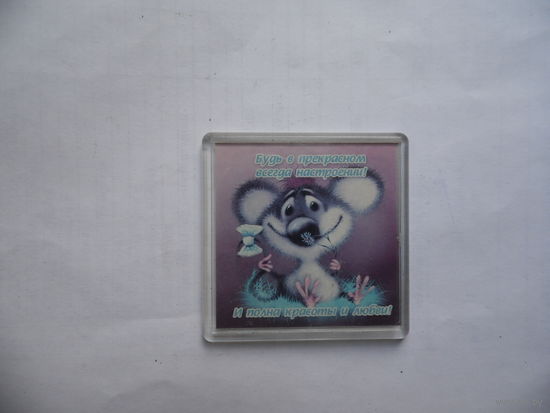 Будь в прекрасном
всегда настроении!
И полна красоты и любви!